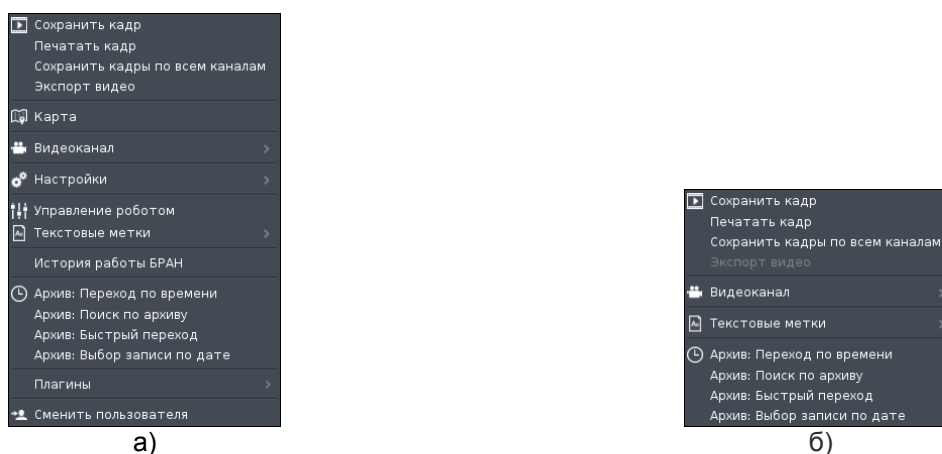 Сохранить кадр
Печатать кадр
Сохранить кадры по всем каналам
Экспорт видео
Карта
Видеоканал
Настройки
Управление роботом
Текстовые метки
История работы БРАН
Архив: Переход по времени
Архив: Поиск по архиву
Архив: Быстрый переход
Архив: Выбор записи по дате
Плагины
Сменить пользователя
а)
Сохранить кадр
Печатать кадр
Сохранить кадры по всем каналам
Экспорт видео
Видеоканал
Текстовые метки
Архив: Переход по времени
Архив: Поиск по архиву
Архив: Быстрый переход
Архив: Выбор записи по дате
б)